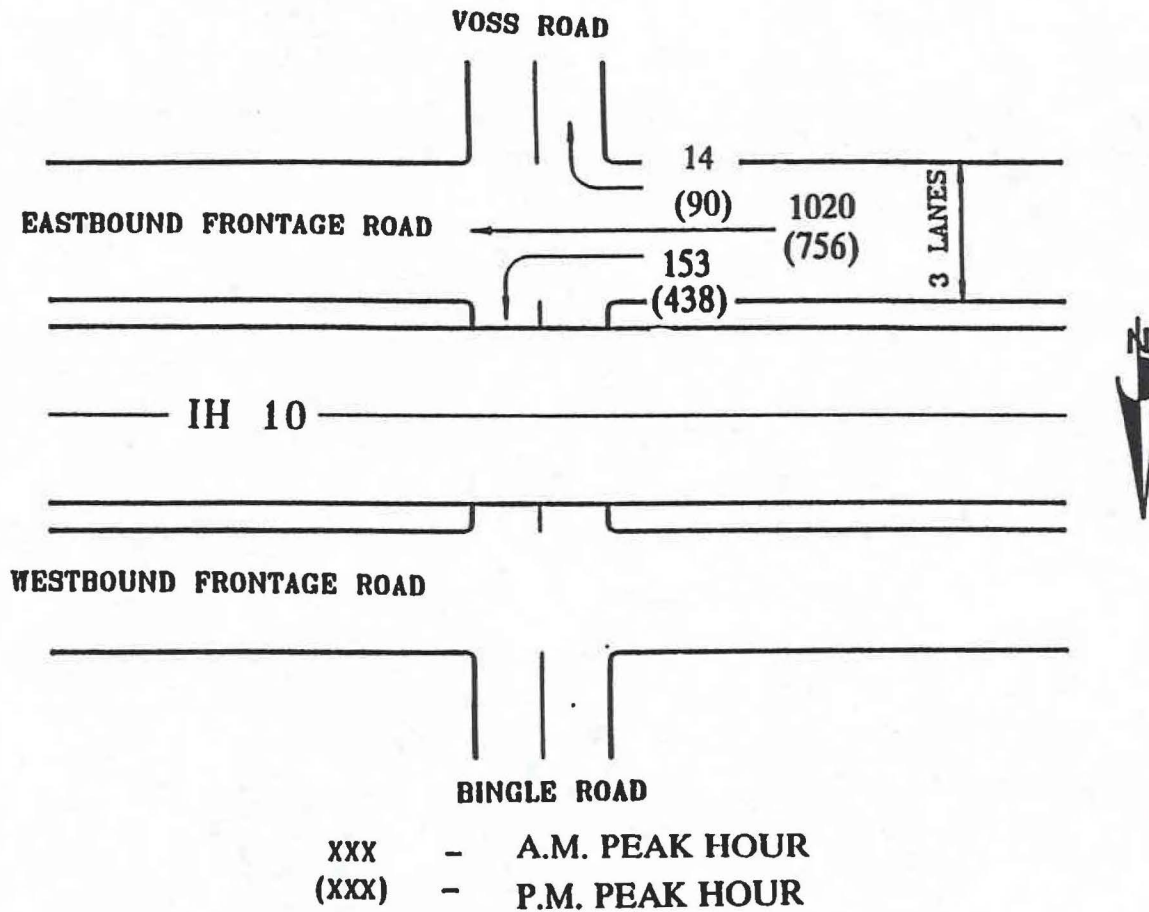 VOSS ROAD
14
(90)
1020
(756)
3 LANES
EASTBOUND FRONTAGE ROAD
153
(438)
N
IH 10
WESTBOUND FRONTAGE ROAD
BINGLE ROAD
XXX - A.M. PEAK HOUR
(XXX) - P.M. PEAK HOUR